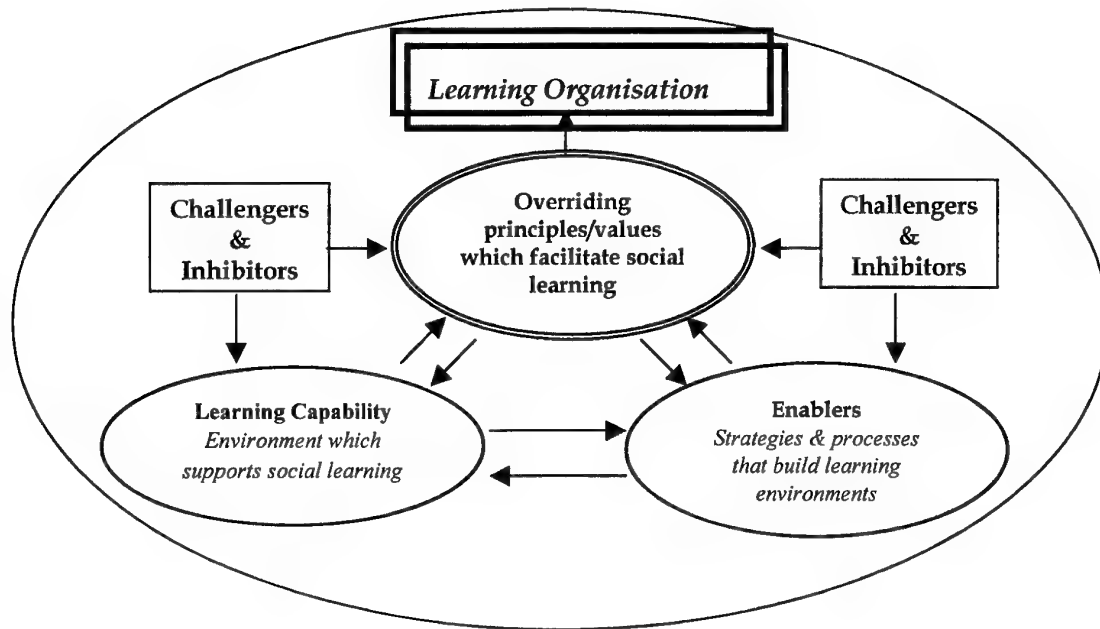 Learning Organisation
Challengers
&
Inhibitors
Overriding
principles/values
which facilitate social
learning
Challengers
&
Inhibitors
Learning Capability
Environment which
supports social learning
Enablers
Strategies & processes
that build learning
environments